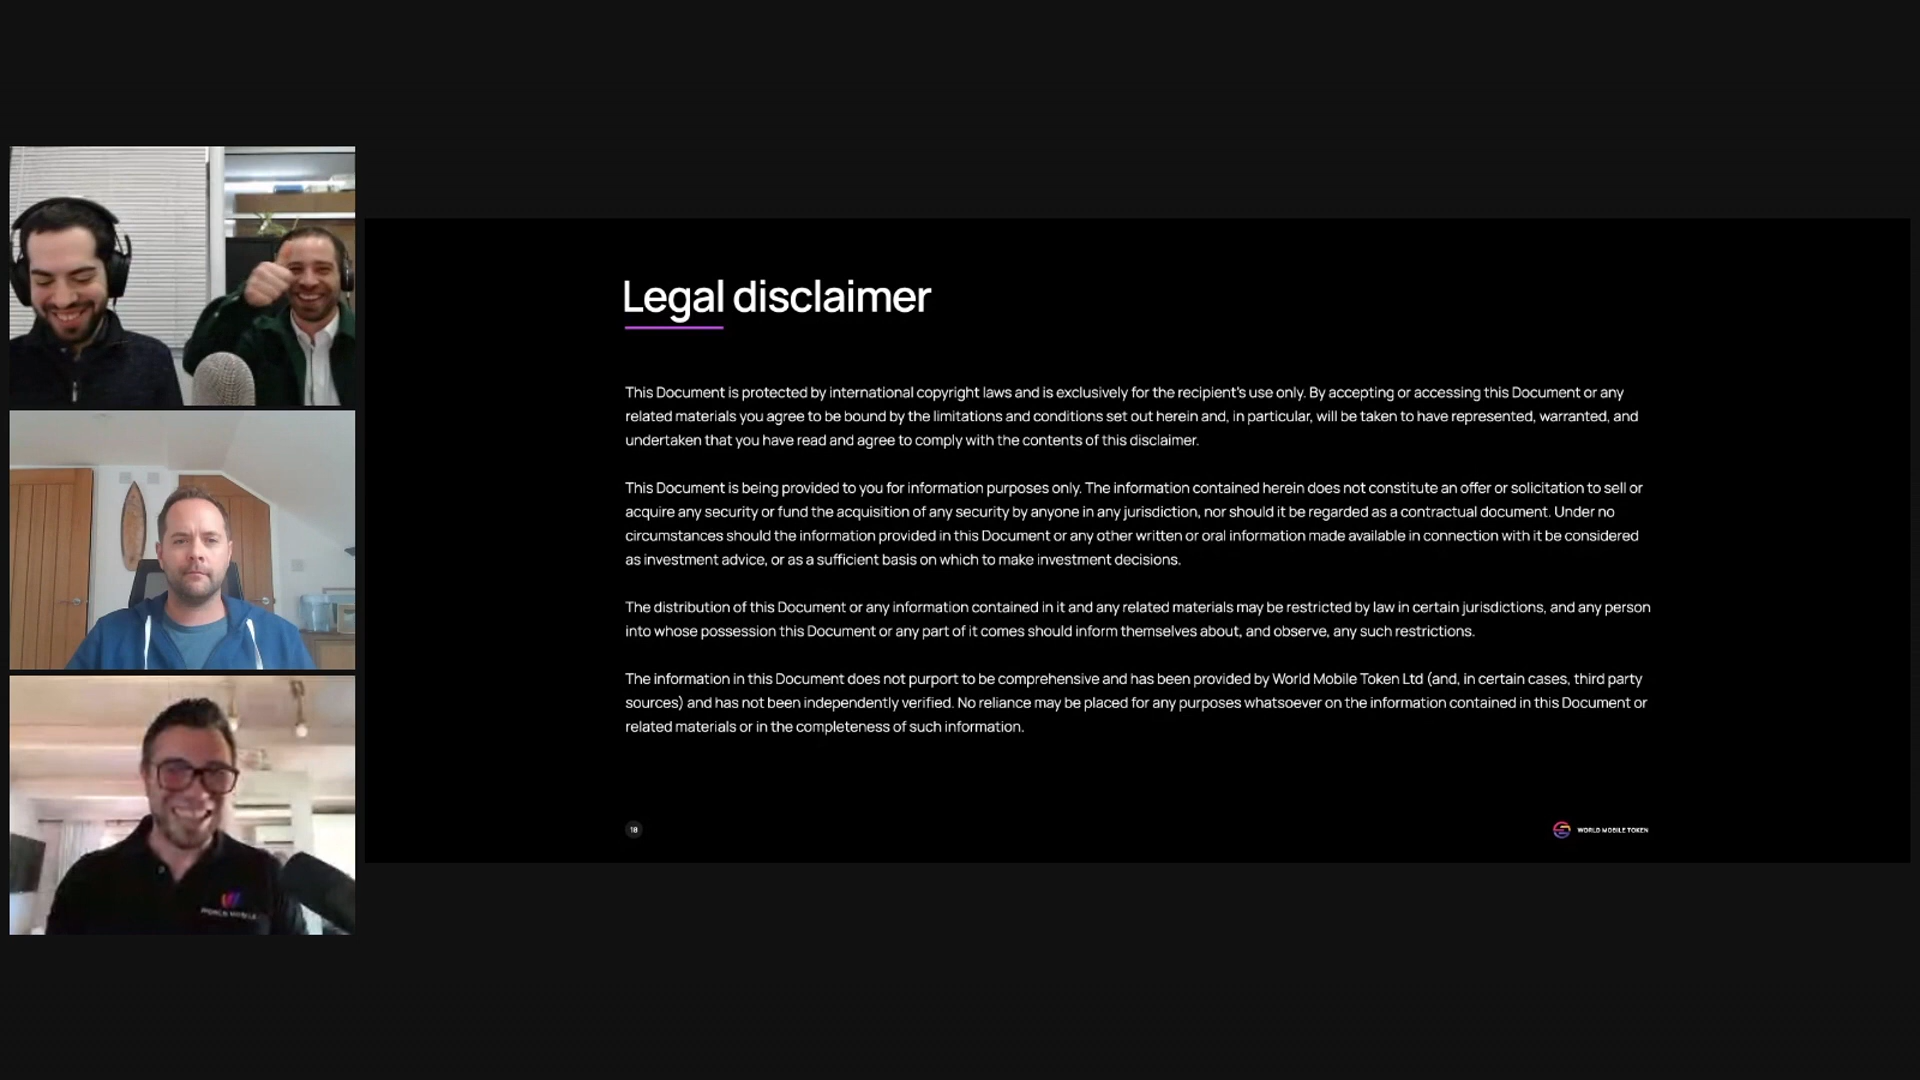 Legal disclaimer
This Document is protected by international copyright laws and is exclusively for the recipient's use only. By accepting or accessing this Document or any
related materials you agree to be bound by the limitations and conditions set out herein and, in particular, will be taken to have represented, warranted, and
undertaken that you have read and agree to comply with the contents of this disclaimer.
This Document is being provided to you for information purposes only. The information contained herein does not constitute an offer or solicitation to sell or
acquire any security or fund the acquisition of any security by anyone in any jurisdiction, nor should it be regarded as a contractual document. Under no
circumstances should the information provided in this Document or any other written or oral information made available in connection with it be considered
as investment advice, or as a sufficient basis on which to make investment decisions.
The distribution of this Document or any information contained in it and any related materials may be restricted by law in certain jurisdictions, and any person
into whose possession this Document or any part of it comes should inform themselves about, and observe, any such restrictions.
The information in this Document does not purport to be comprehensive and has been provided by World Mobile Token Ltd (and, in certain cases, third party
sources) and has not been independently verified. No reliance may be placed for any purposes whatsoever on the information contained in this Document or
related materials or in the completeness of such information.
18
WORLD MOBILE TOKEN
WORLD MOBILE